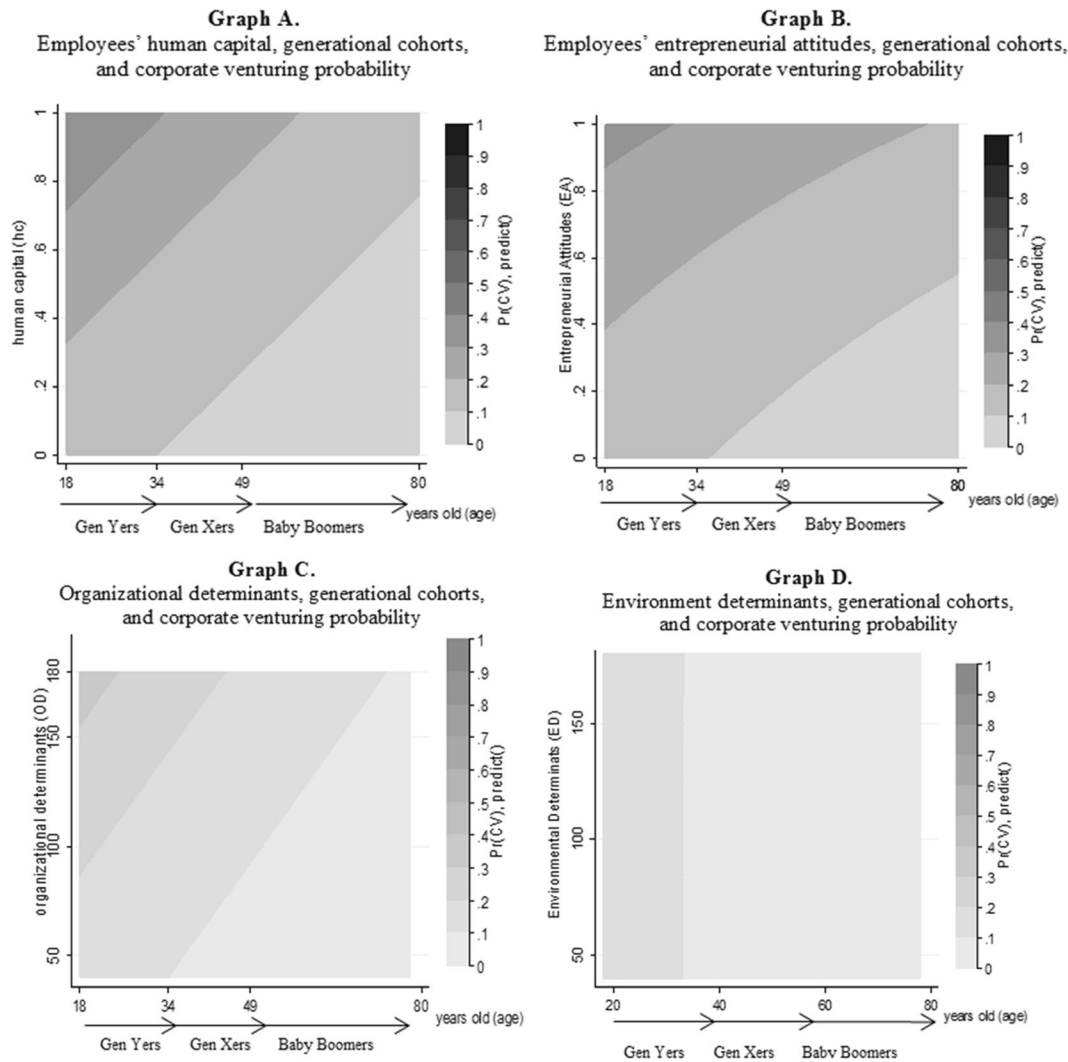 Graph A.
Employees' human capital, generational cohorts,
and corporate venturing probability
human capital (hc)
1
.8
.6
.4
.2
0
18
34
49
80
years old (age)
Gen Yers
Gen Xers
Baby Boomers
1
.9
.8
.7
.6
.5
.4
.3
.2
.1
0
Pr(CV), predict()
Graph B.
Employees' entrepreneurial attitudes, generational cohorts,
and corporate venturing probability
Entrepreneurial Attitudes (EA)
1
.8
.6
.4
.2
0
18
34
49
80
years old (age)
Gen Yers
Gen Xers
Baby Boomers
1
.9
.8
.7
.6
.5
.4
.3
.2
.1
0
Pr(CV), predict()
Graph C.
Organizational determinants, generational cohorts,
and corporate venturing probability
organizational determinants (OD)
180
150
100
50
18
34
49
80
years old (age)
Gen Yers
Gen Xers
Baby Boomers
1
.9
.8
.7
.6
.5
.4
.3
.2
.1
0
Pr(CV), predict()
Graph D.
Environment determinants, generational cohorts,
and corporate venturing probability
Environmental Determinats (ED)
150
100
50
20
40
60
80
years old (age)
Gen Yers
Gen Xers
Baby Boomers
1
.9
.8
.7
.6
.5
.4
.3
.2
.1
0
Pr(CV), predict()